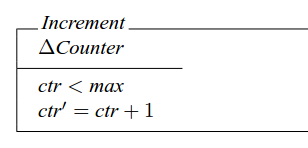 Increment
ΔCounter
ctr < max
ctr′ = ctr + 1